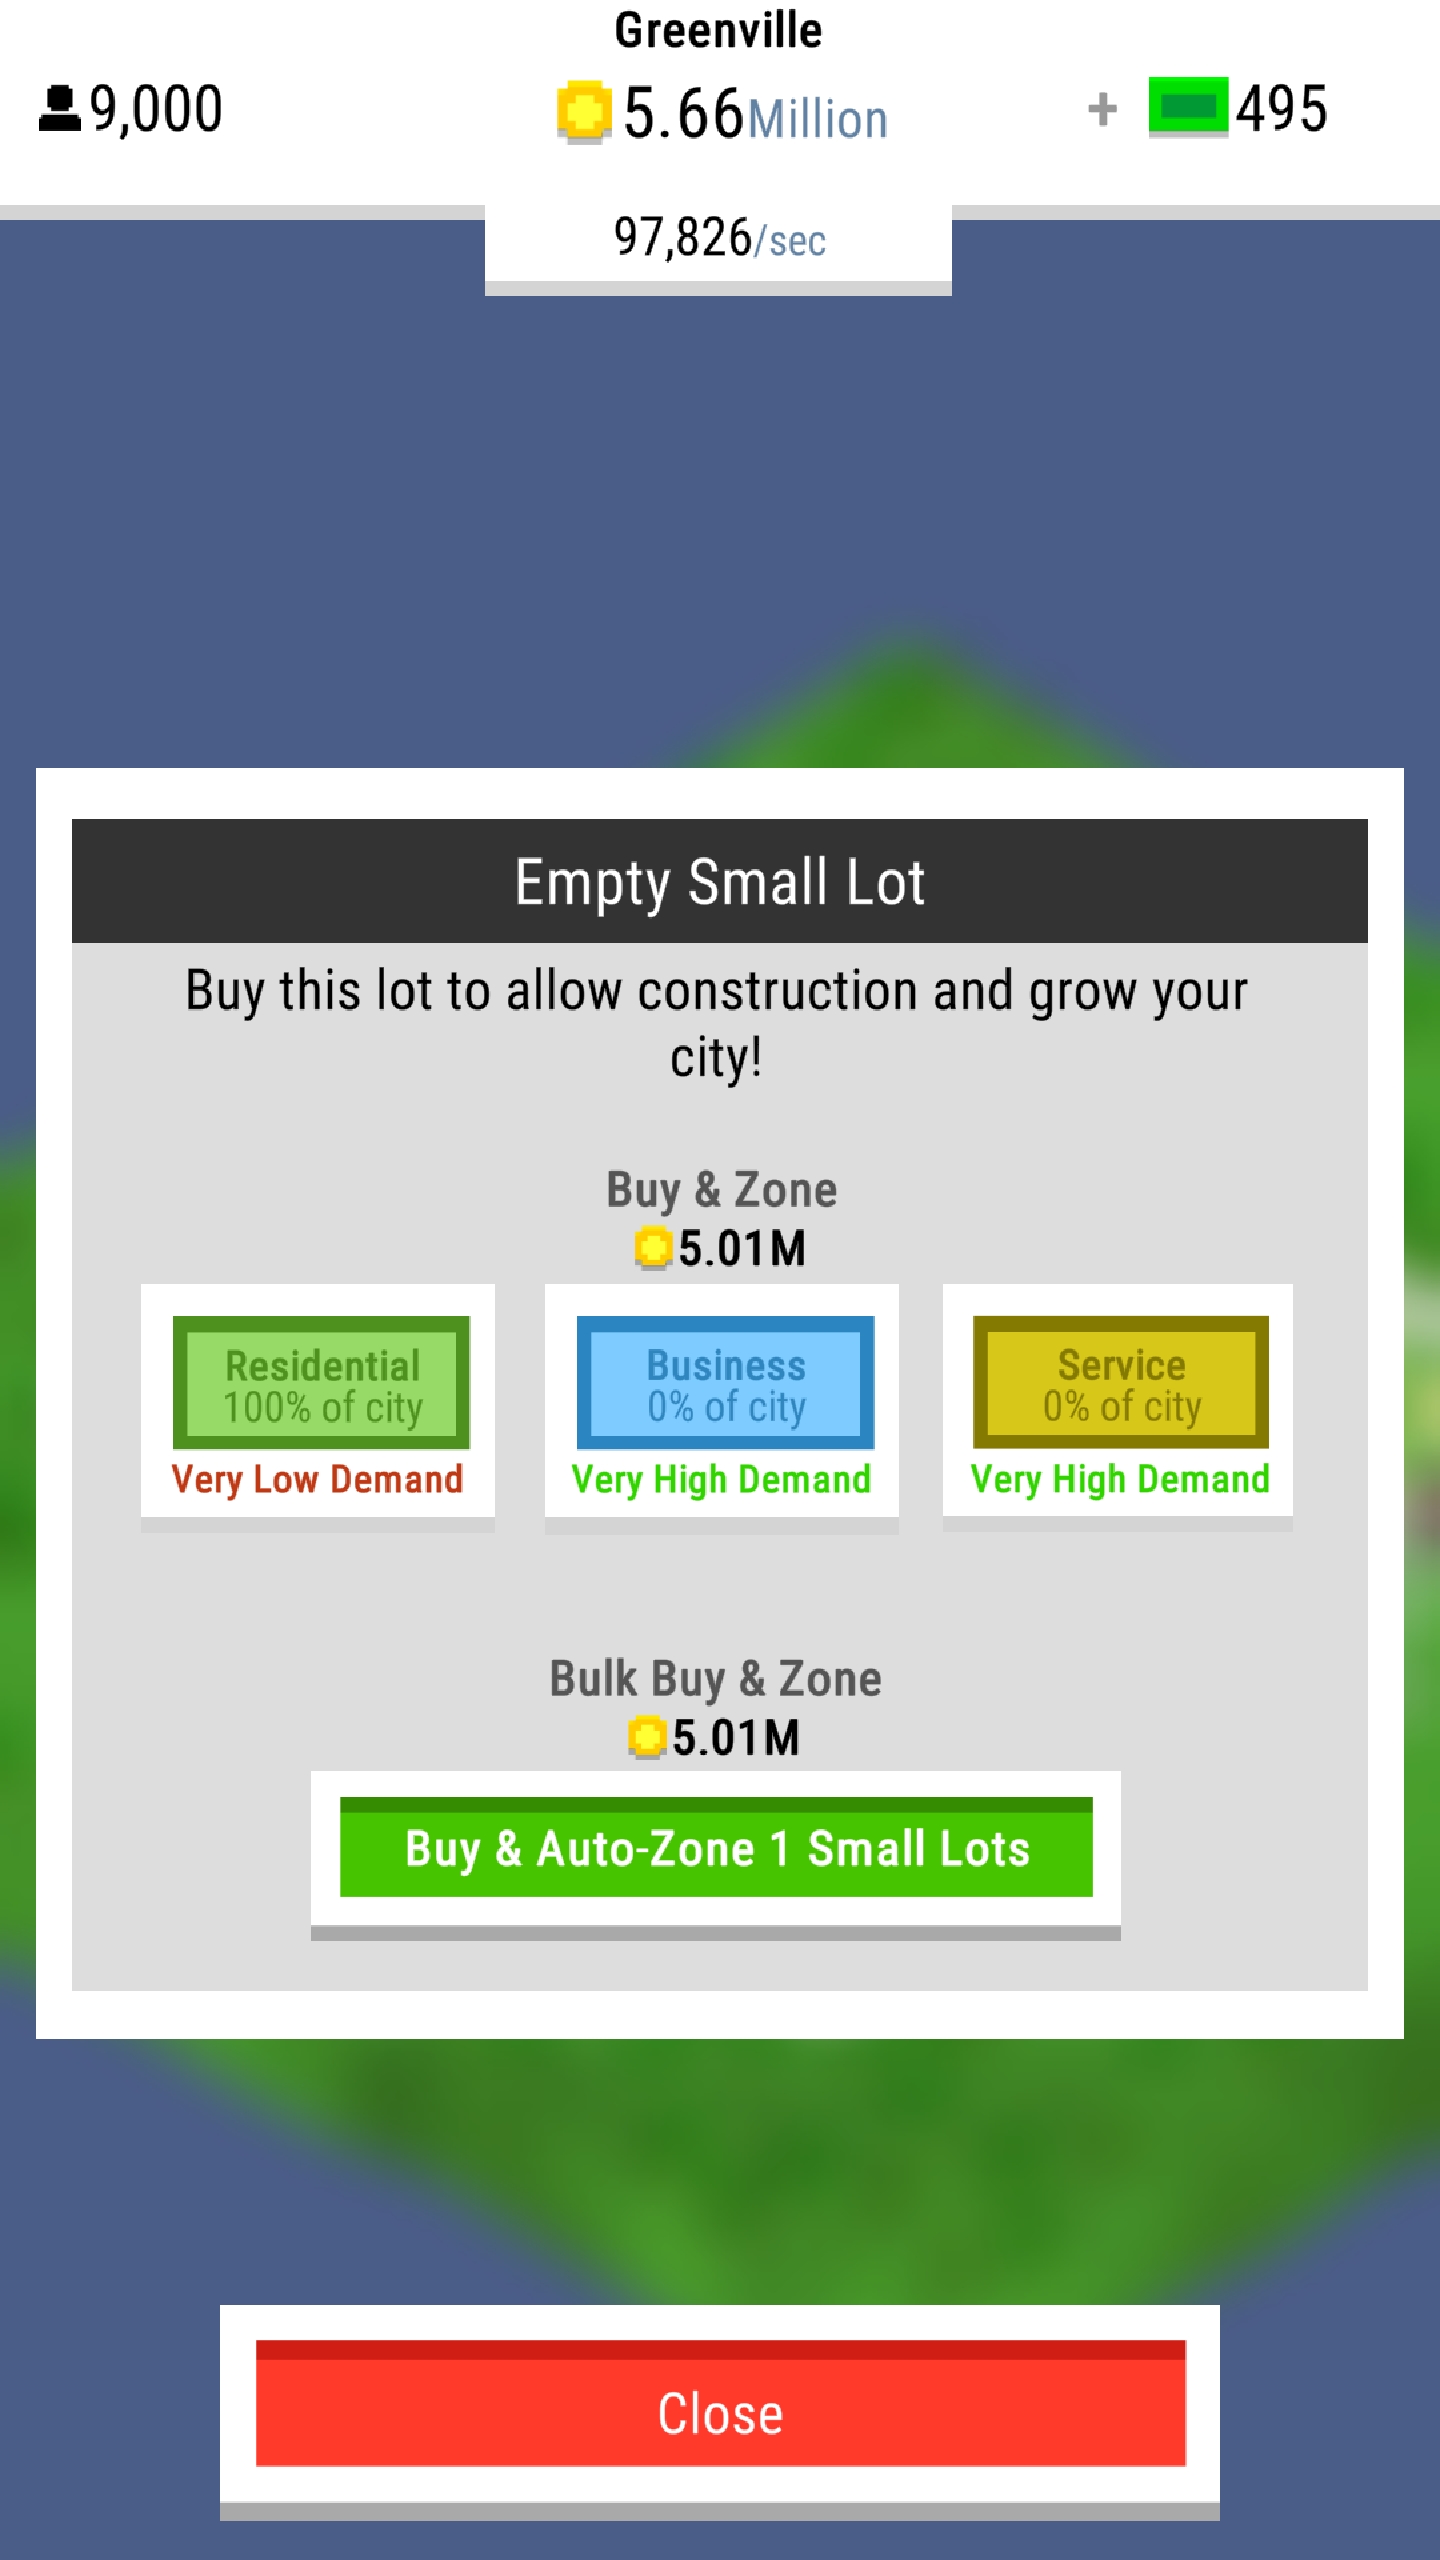 Greenville
9,000
5.66Million
+ 495
97,826/sec
Empty Small Lot
Buy this lot to allow construction and grow your
city!
Buy & Zone
5.01M
Residential
100% of city
Very Low Demand
Business
0% of city
Very High Demand
Service
0% of city
Very High Demand
Bulk Buy & Zone
5.01M
Buy & Auto-Zone 1 Small Lots
Close